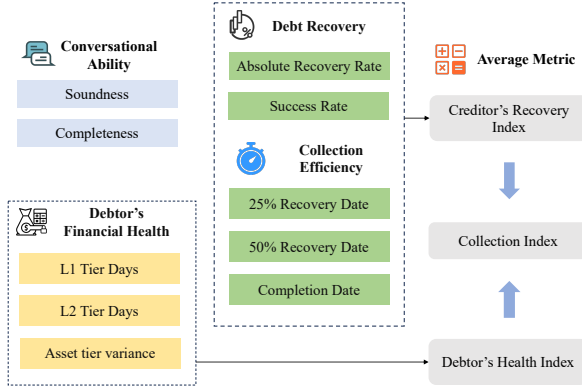 Conversational
Ability
Soundness
Completeness
Debtor's
Financial Health
L1 Tier Days
L2 Tier Days
Asset tier variance
Debt Recovery
Absolute Recovery Rate
Success Rate
Collection
Efficiency
25% Recovery Date
50% Recovery Date
Completion Date
Average Metric
Creditor's Recovery
Index
Collection Index
Debtor's Health Index